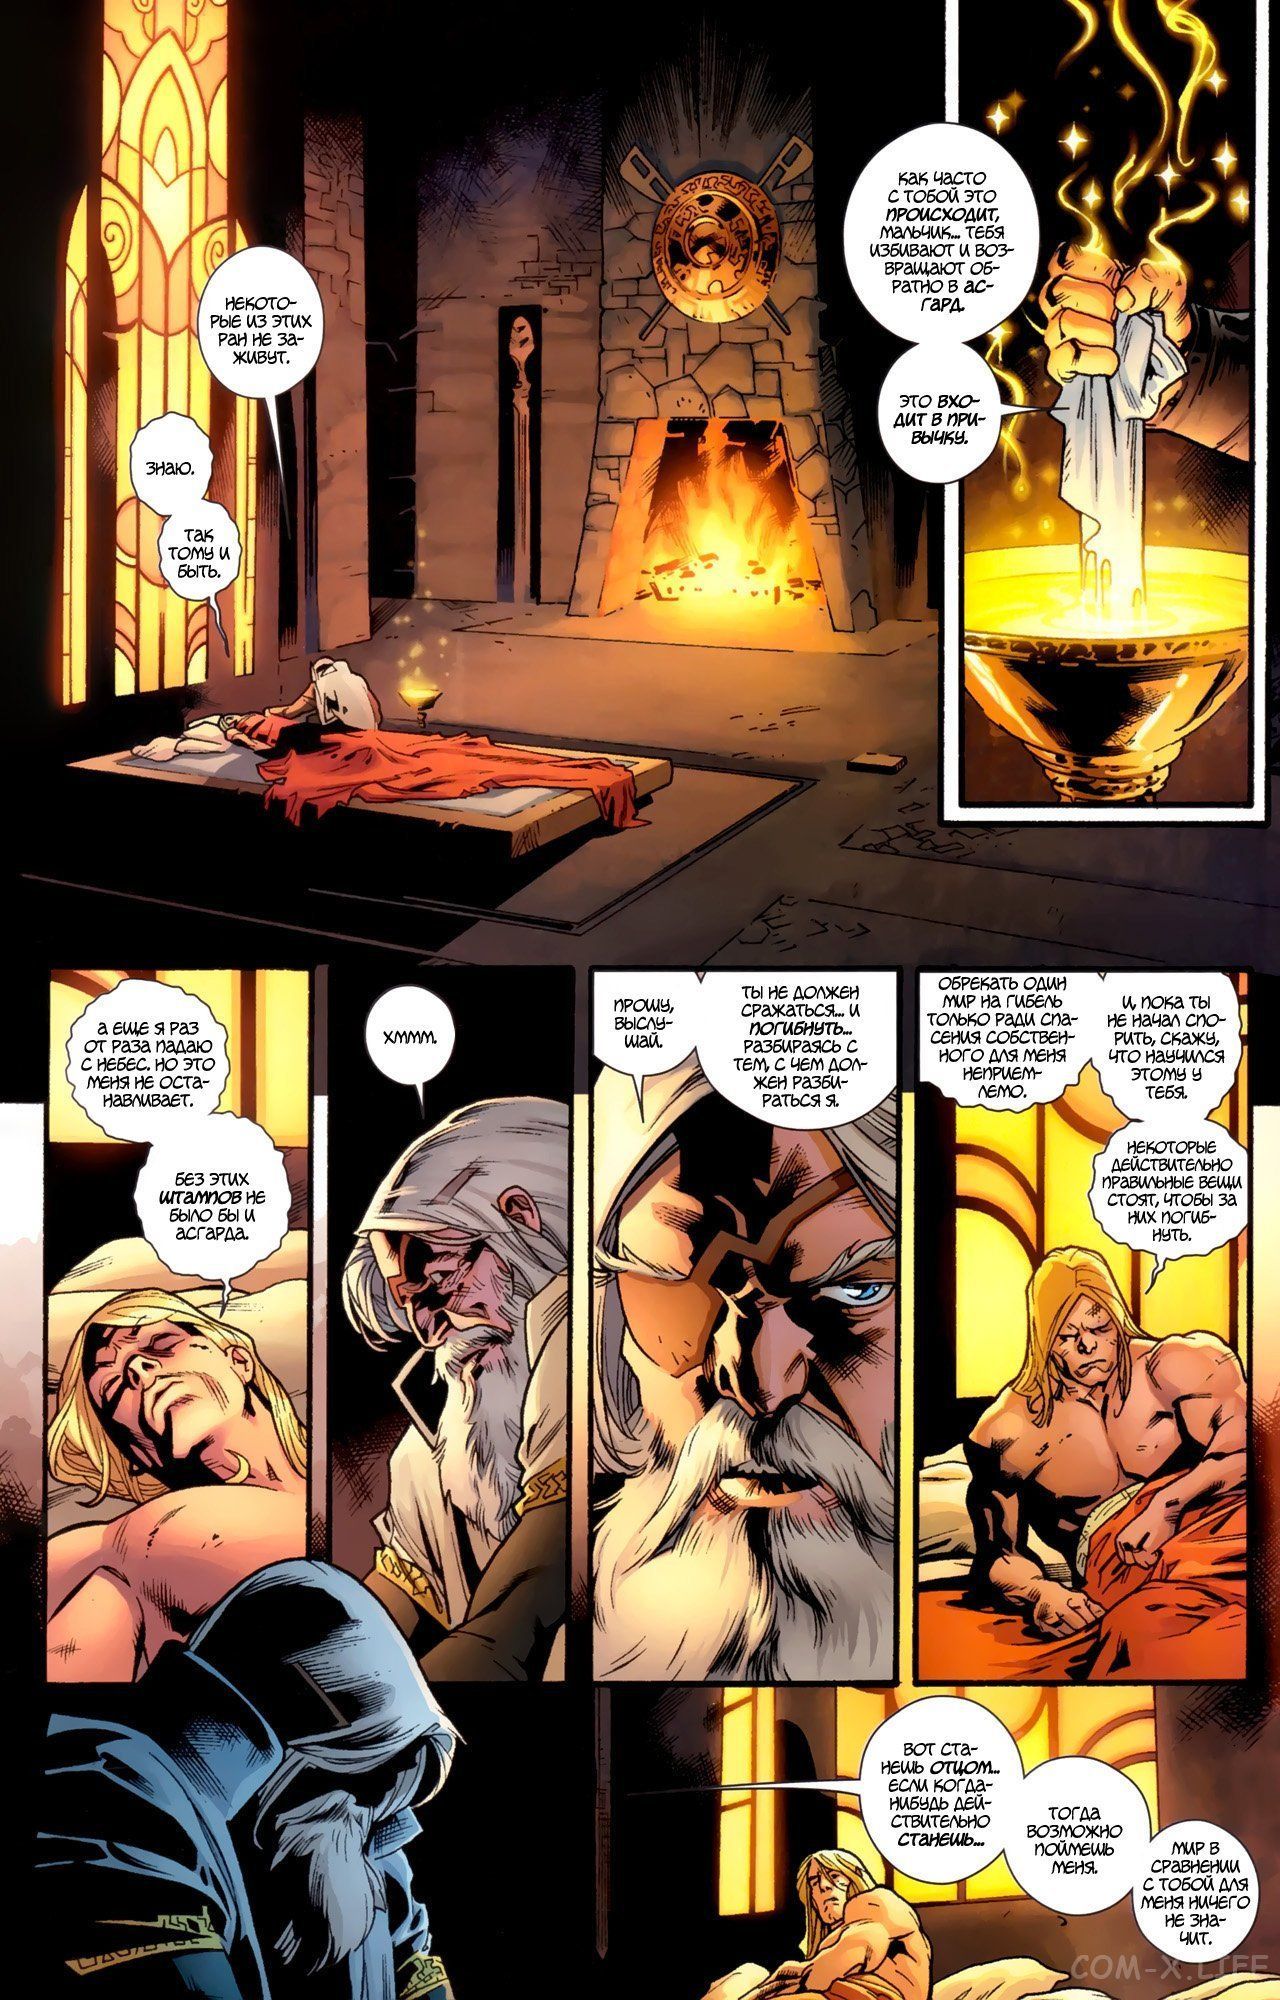 НЕКОТО-
РЫЕ ИЗ ЭТИХ
РАН НЕ ЗА-
ЖИВУТ.
ЗНАЮ.
ТАК
ТОМУ И
БЫТЬ.
КАК ЧАСТО
С ТОБОЙ ЭТО
ПРОИСХОДИТ,
МАЛЬЧИК... ТЕБЯ
ИЗБИВАЮТ И ВОЗ-
ВРАЩАЮТ ОБ-
РАТНО В АС-
ГАРД.
ЭТО ВХО-
ДИТ В ПРИ-
ВЫЧКУ.
А ЕЩЕ Я РАЗ
ОТ РАЗА ПАДАЮ
С НЕБЕС. НО ЭТО
МЕНЯ НЕ ОСТА-
НАВЛИВАЕТ.
БЕЗ ЭТИХ
ШТАМПОВ НЕ
БЫЛО БЫ И
АСГАРДА.
ХМММ.
ПРОШУ,
ВЫСЛУ-
ШАЙ.
ТЫ НЕ ДОЛЖЕН
СРАЖАТЬСЯ... И
ПОГИБНУТЬ...
РАЗБИРАЯСЬ С
ТЕМ, С ЧЕМ ДОЛ-
ЖЕН РАЗБИ-
РАТЬСЯ Я.
ОБРЕКАТЬ ОДИН
МИР НА ГИБЕЛЬ
ТОЛЬКО РАДИ СПА-
СЕНИЯ СОБСТВЕН-
НОГО ДЛЯ МЕНЯ
НЕПРИЕМ-
ЛЕМО.
И, ПОКА ТЫ
НЕ НАЧАЛ СПО-
РИТЬ, СКАЖУ,
ЧТО НАУЧИЛСЯ
ЭТОМУ У
ТЕБЯ.
НЕКОТОРЫЕ
ДЕЙСТВИТЕЛЬНО
ПРАВИЛЬНЫЕ ВЕЩИ
СТОЯТ, ЧТОБЫ ЗА
НИХ ПОГИБ-
НУТЬ.
ВОТ СТА-
НЕШЬ ОТЦОМ...
ЕСЛИ КОГДА-
НИБУДЬ ДЕЙ-
СТВИТЕЛЬНО
СТАНЕШЬ...
ТОГДА
ВОЗМОЖНО
ПОЙМЕШЬ
МЕНЯ.
МИР В
СРАВНЕНИИ
С ТОБОЙ ДЛЯ
МЕНЯ НИЧЕГО
НЕ ЗНА-
ЧИТ.
COM-X.LIFE